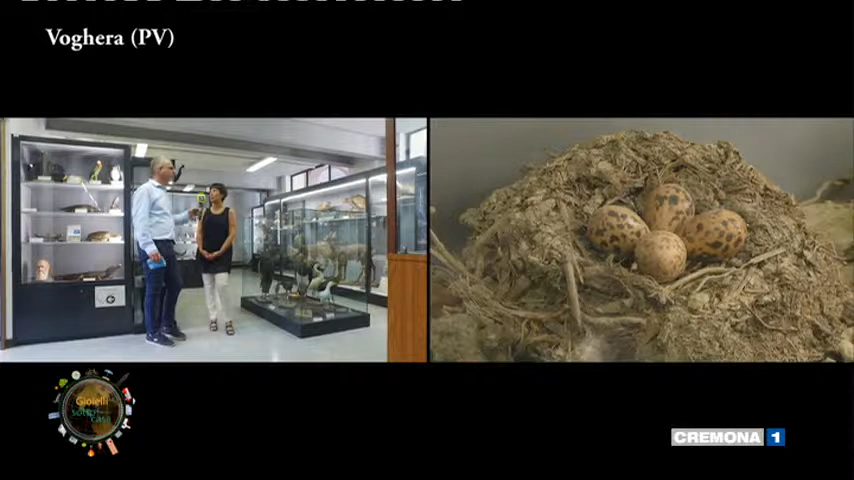 Voghera (PV)
Gioielli
sotto
casa
CREMONA 1